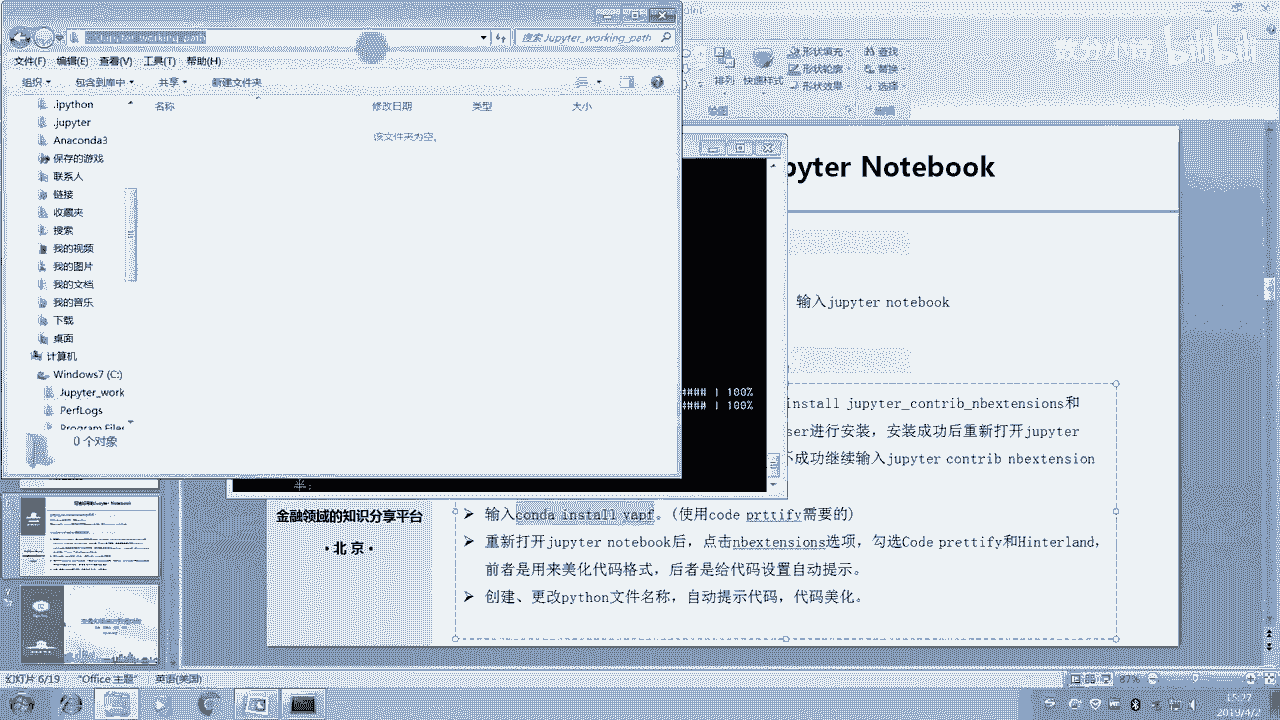 Jupyter_working_path
搜索 Jupyter_working_path
文件(F) 编辑(E) 查看(V) 工具(T) 帮助(H)
组织 包含到库中 共享 新建文件夹
名称 修改日期 类型 大小
该文件夹为空。
.ipython
.jupyter
Anaconda3
保存的游戏
联系人
链接
收藏夹
搜索
我的视频
我的图片
我的文档
我的音乐
下载
桌面
计算机
Windows7 (C:)
Jupyter_work
PerfLogs
Program Files
0 个对象
排列 快速样式
形状填充
形状轮廓
形状效果
查找
替换
选择
pyter Notebook
输入jupyter notebook
#### | 100%
#### | 100%
install jupyter_contrib_nbextensions和
ser进行安装，安装成功后重新打开jupyter
不成功继续输入jupyter contrib nbextension
半:
金融领域的知识分享平台
·北京·
输入conda install yapf。(使用code prttify需要的)
重新打开jupyter notebook后，点击nbextension选项，勾选Code prettify和Hinterland，
前者是用来美化代码格式，后者是给代码设置自动提示。
创建、更改python文件名称，自动提示代码，代码美化。
幻灯片 6/19 "Office 主题" 英语(美国)
67%
15:27
2019/4/2